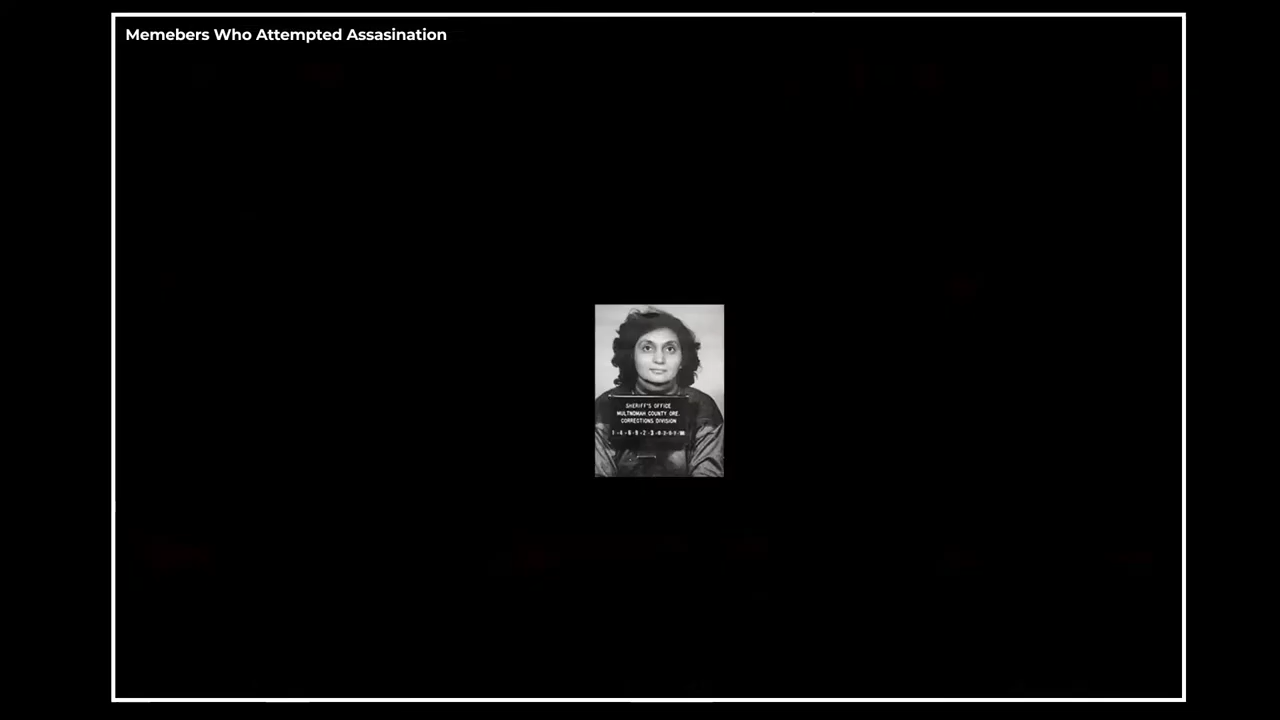 Memebers Who Attempted Assasination
SHERIFF'S OFFICE
MULTNOMAH COUNTY ORE.
CORRECTIONS DIVISION